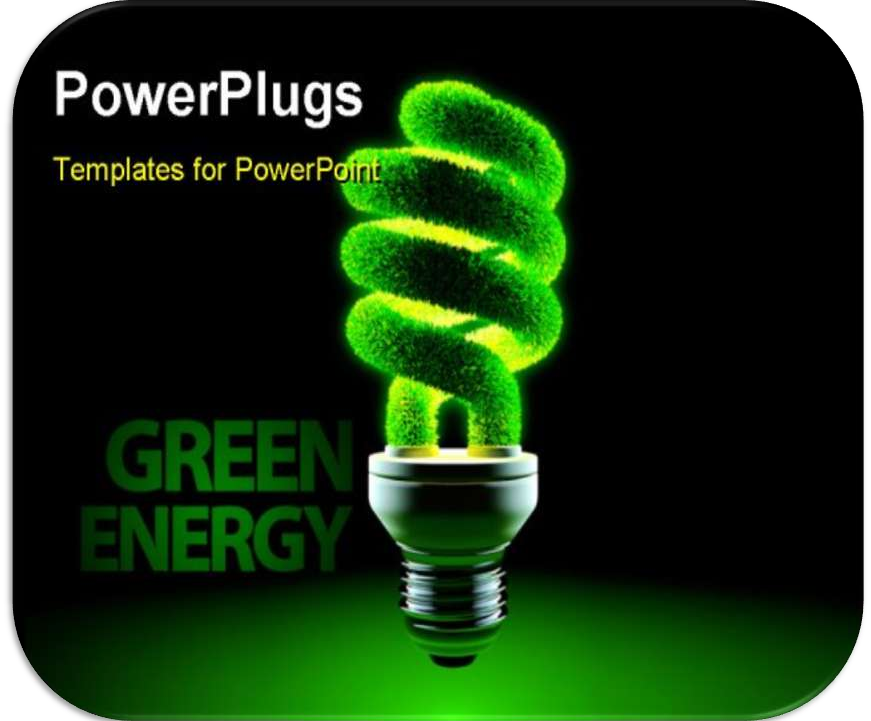 PowerPlugs
Templates for PowerPoint
GREEN
ENERGY